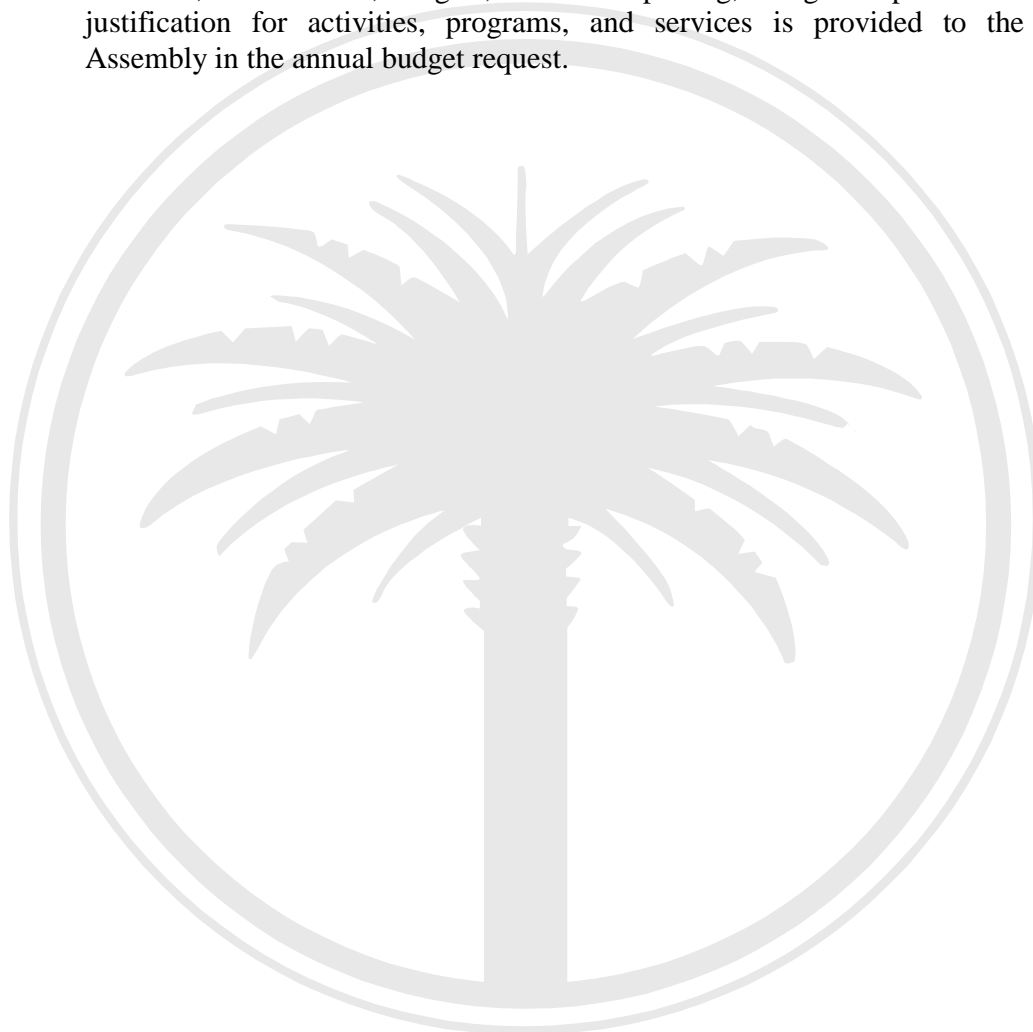 justification for activities, programs, and services is provided to the
Assembly in the annual budget request.